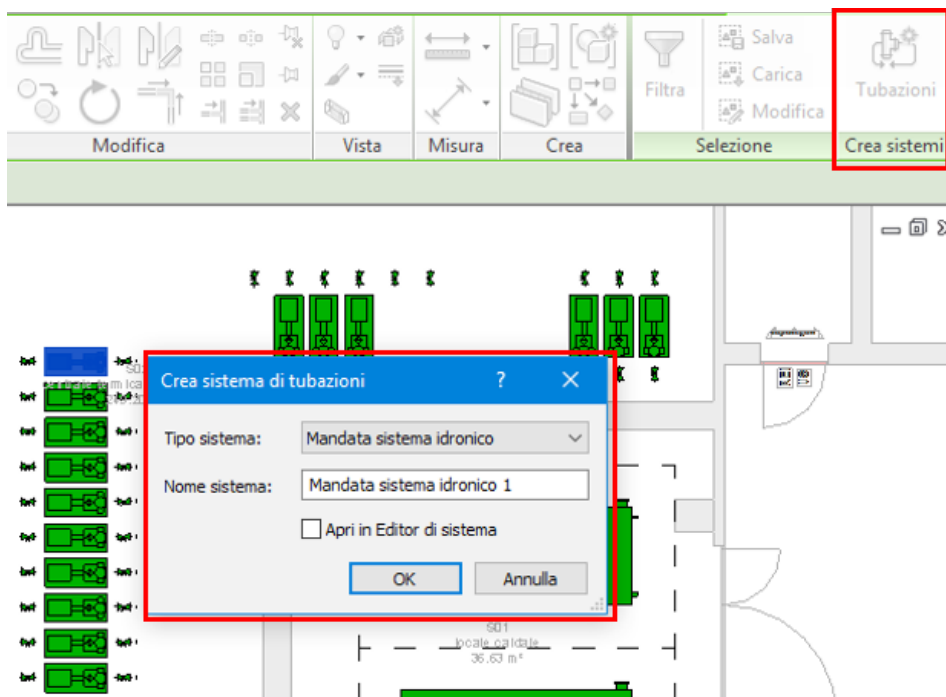 Salva
Carica
Modifica
Filtra
Tubazioni
Modifica
Vista
Misura
Crea
Selezione
Crea sistemi
Crea sistema di tubazioni
?
Tipo sistema:
Mandata sistema idronico
Nome sistema:
Mandata sistema idronico 1
Apri in Editor di sistema
OK
Annulla
S01
locale caldaie
36.63 m²